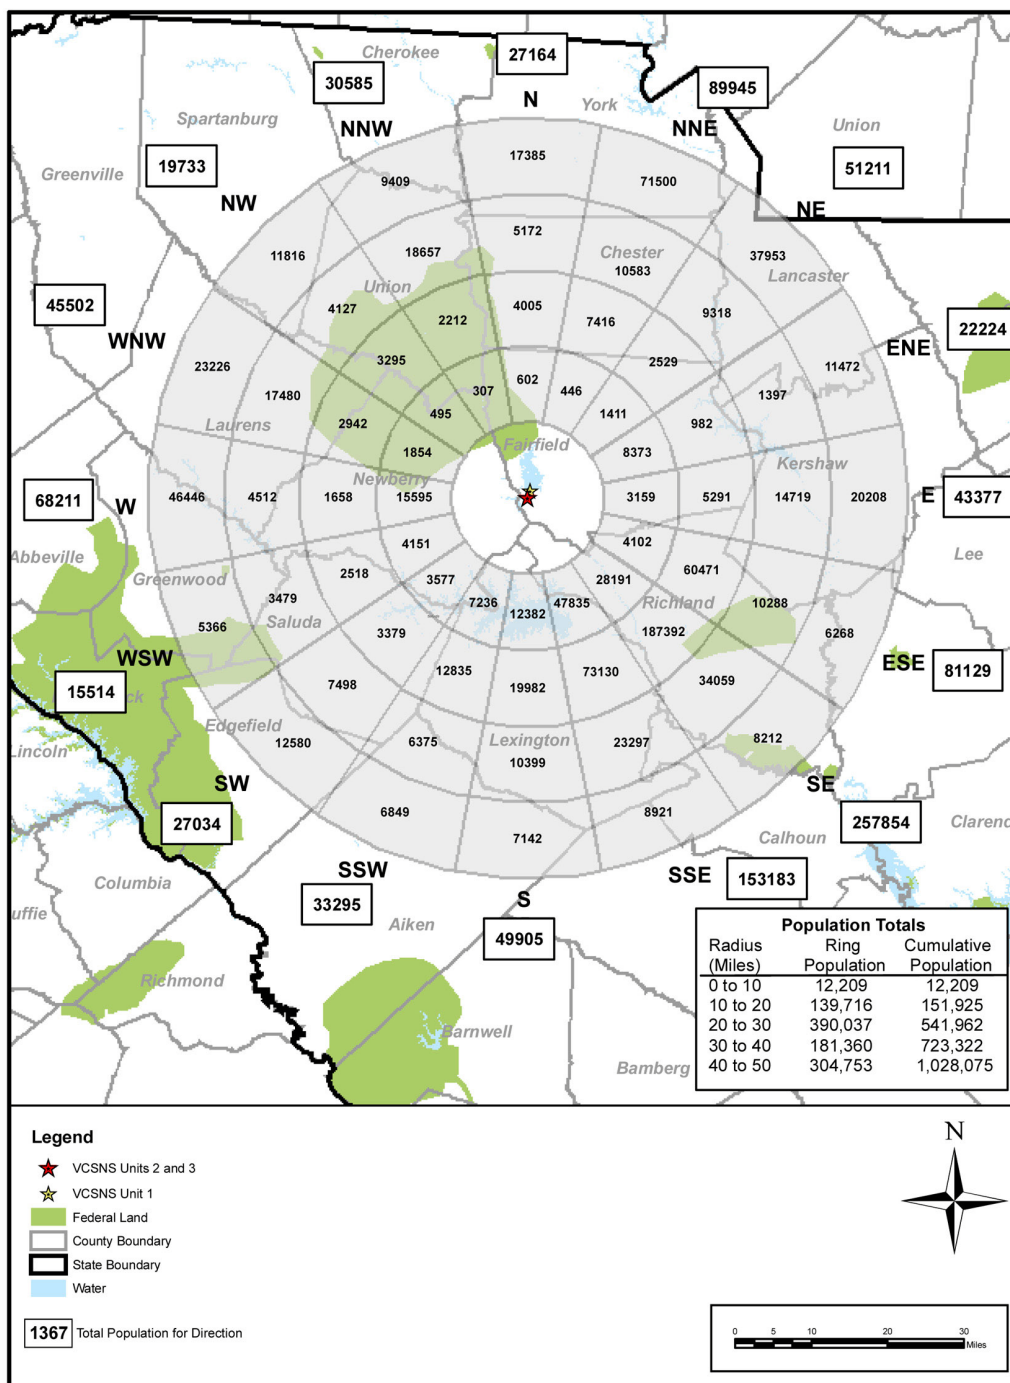 Cherokee
27164
30585
89945
N
York
NNW
NNE
Spartanburg
Union
19733
51211
Greenville
17385
9409
71500
NW
NE
5172
18657
Chester
11816
10583
37953
Lancaster
Union
45502
4127
4005
9318
2212
7416
22224
WNW
ENE
3295
2529
23226
11472
602
307
446
17480
1397
495
1411
2942
982
Laurens
Fairfield
1854
8373
Kershaw
Newberry
68211
46446
4512
1658
15595
3159
5291
14719
20208
E
43377
W
4151
4102
Abbeville
Lee
60471
Greenwood
2518
3577
28191
3479
7236
12382
47835
Richland
10288
Saluda
5366
3379
187392
6268
WSW
ESE
12835
73130
81129
15514
ck
7498
19982
34059
Edgefield
12580
6375
Lexington
23297
8212
Lincoln
10399
SW
SE
6849
8921
27034
257854
7142
Calhoun
Clarend
SSW
SSE
Columbia
153183
S
33295
uffie
Aiken
49905
Richmond
Barnwell
Bamberg
Population Totals
Radius Ring Cumulative
(Miles) Population Population
0 to 10 12,209 12,209
10 to 20 139,716 151,925
20 to 30 390,037 541,962
30 to 40 181,360 723,322
40 to 50 304,753 1,028,075
Legend
VCSNS Units 2 and 3
VCSNS Unit 1
Federal Land
County Boundary
State Boundary
Water
1367 Total Population for Direction
N
0 5 10 20 30
Miles